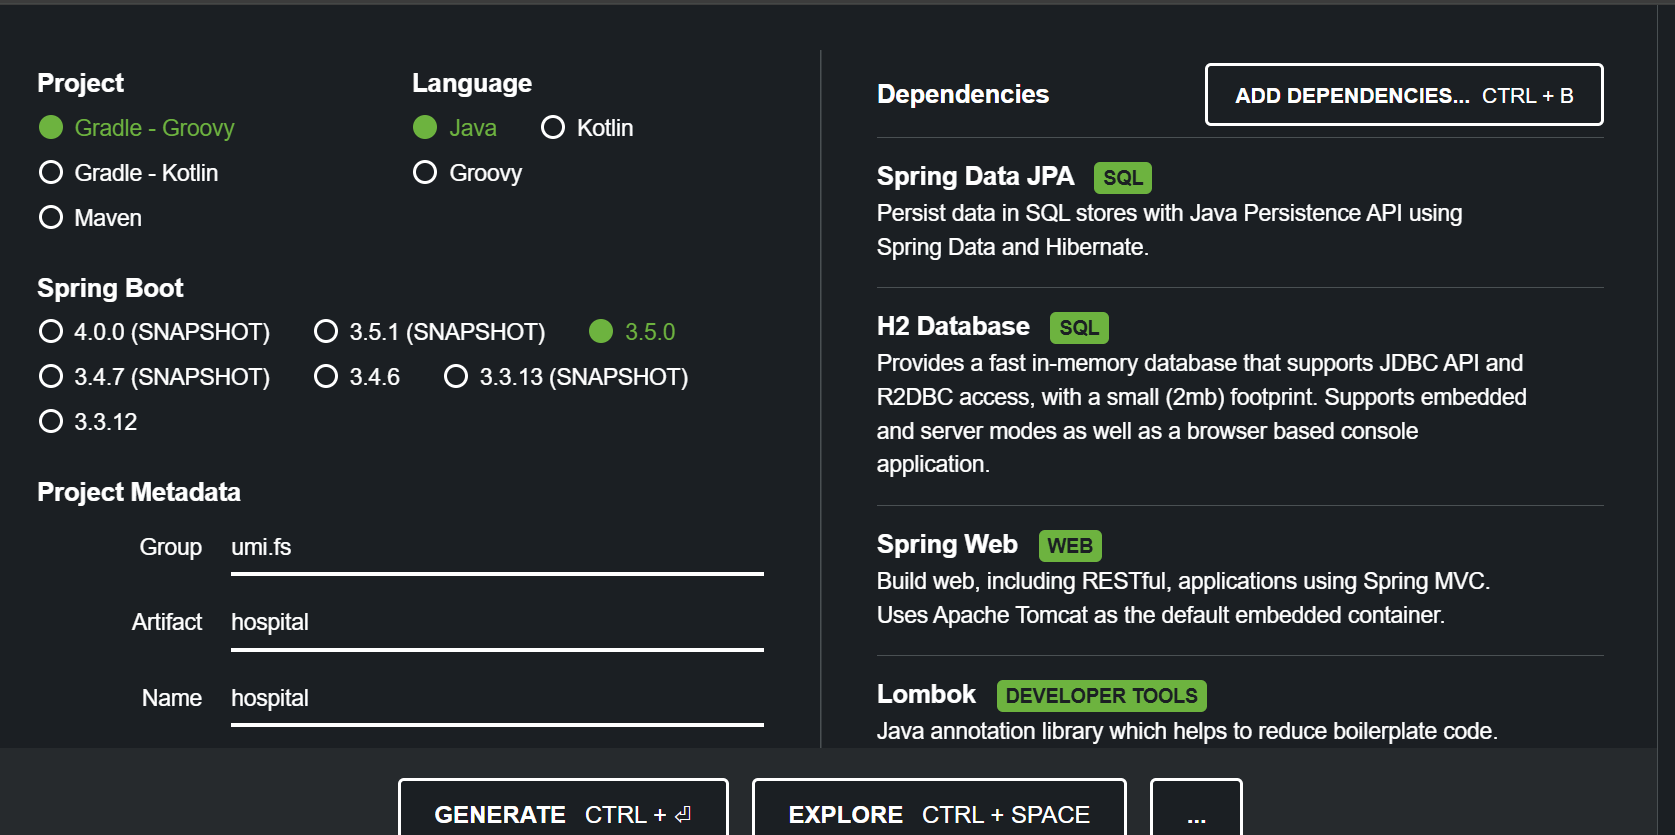 Project
Gradle - Groovy
Gradle - Kotlin
Maven
Language
Java Kotlin
Groovy
Spring Boot
4.0.0 (SNAPSHOT) 3.5.1 (SNAPSHOT) 3.5.0
3.4.7 (SNAPSHOT) 3.4.6 3.3.13 (SNAPSHOT)
3.3.12
Project Metadata
Group umi.fs
Artifact hospital
Name hospital
Dependencies
ADD DEPENDENCIES... CTRL + B
Spring Data JPA SQL
Persist data in SQL stores with Java Persistence API using
Spring Data and Hibernate.
H2 Database SQL
Provides a fast in-memory database that supports JDBC API and
R2DBC access, with a small (2mb) footprint. Supports embedded
and server modes as well as a browser based console
application.
Spring Web WEB
Build web, including RESTful, applications using Spring MVC.
Uses Apache Tomcat as the default embedded container.
Lombok DEVELOPER TOOLS
Java annotation library which helps to reduce boilerplate code.
GENERATE CTRL + ⏎
EXPLORE CTRL + SPACE
...